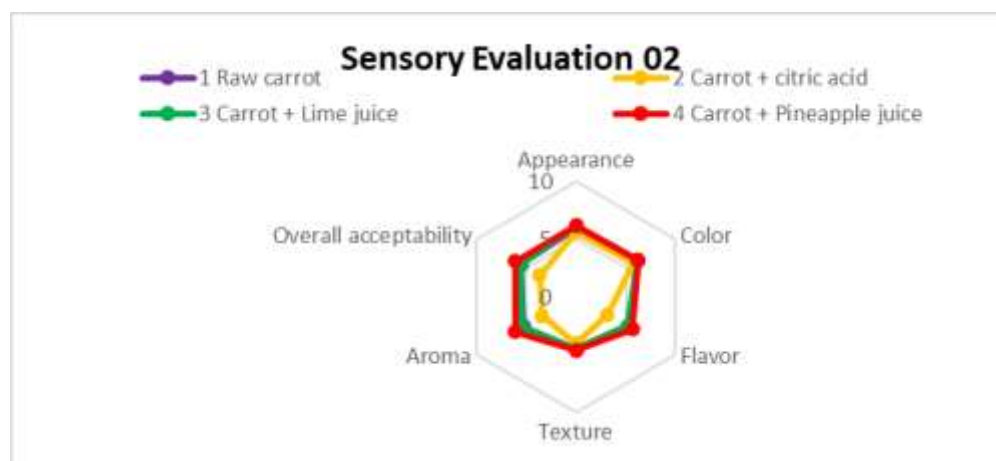 Sensory Evaluation 02
1 Raw carrot
2 Carrot + citric acid
3 Carrot + Lime juice
4 Carrot + Pineapple juice
Appearance
10
Overall acceptability
5
Color
0
Aroma
Flavor
Texture